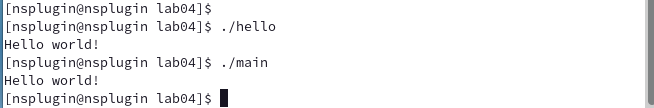 [nsplugin@nsplugin lab04]$
[nsplugin@nsplugin lab04]$ ./hello
Hello world!
[nsplugin@nsplugin lab04]$ ./main
Hello world!
[nsplugin@nsplugin lab04]$